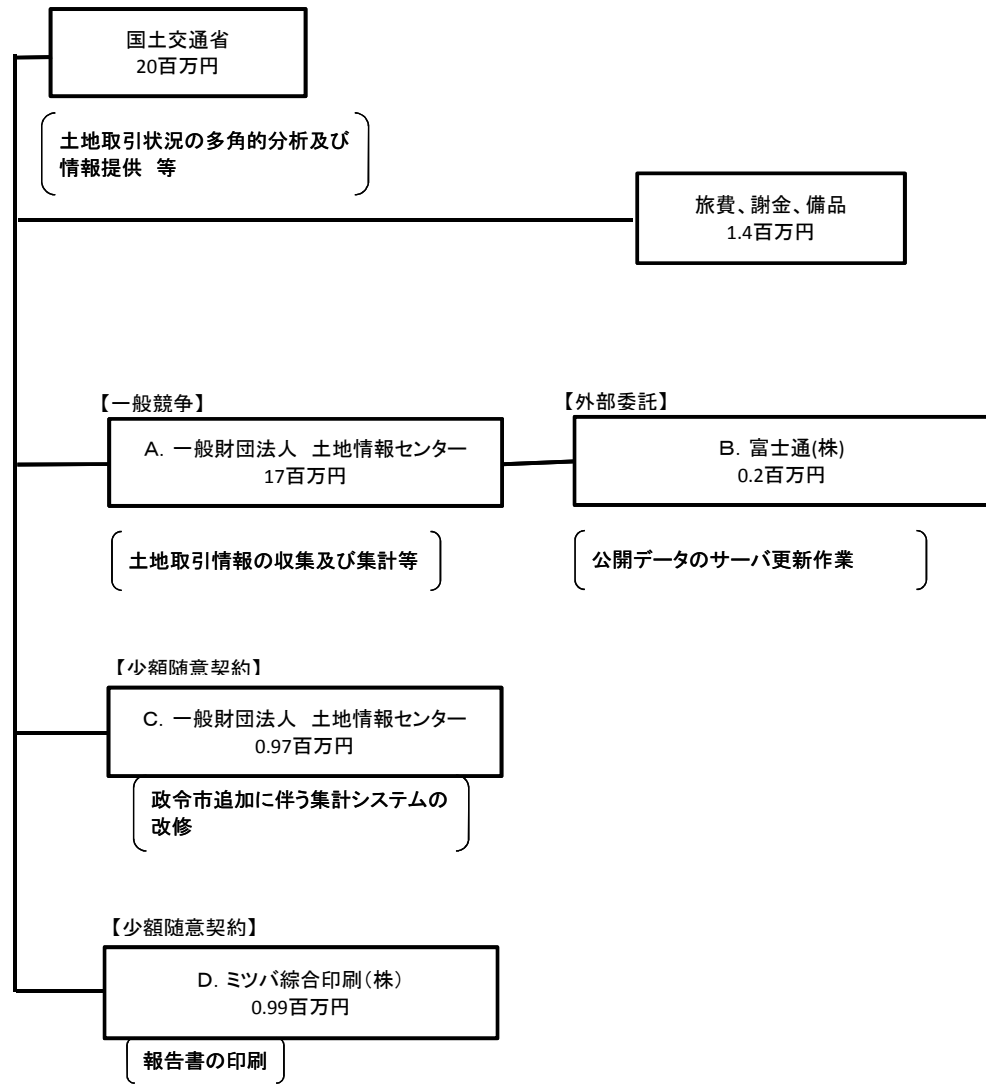 国土交通省
20百万円
土地取引状況の多角的分析及び
情報提供　等
旅費、謝金、備品
1.4百万円
【一般競争】
A．一般財団法人　土地情報センター
17百万円
土地取引情報の収集及び集計等
【外部委託】
B．富士通(株)
0.2百万円
公開データのサーバ更新作業
【少額随意契約】
C．一般財団法人　土地情報センター
0.97百万円
政令市追加に伴う集計システムの
改修
【少額随意契約】
D．ミツバ綜合印刷（株）
0.99百万円
報告書の印刷